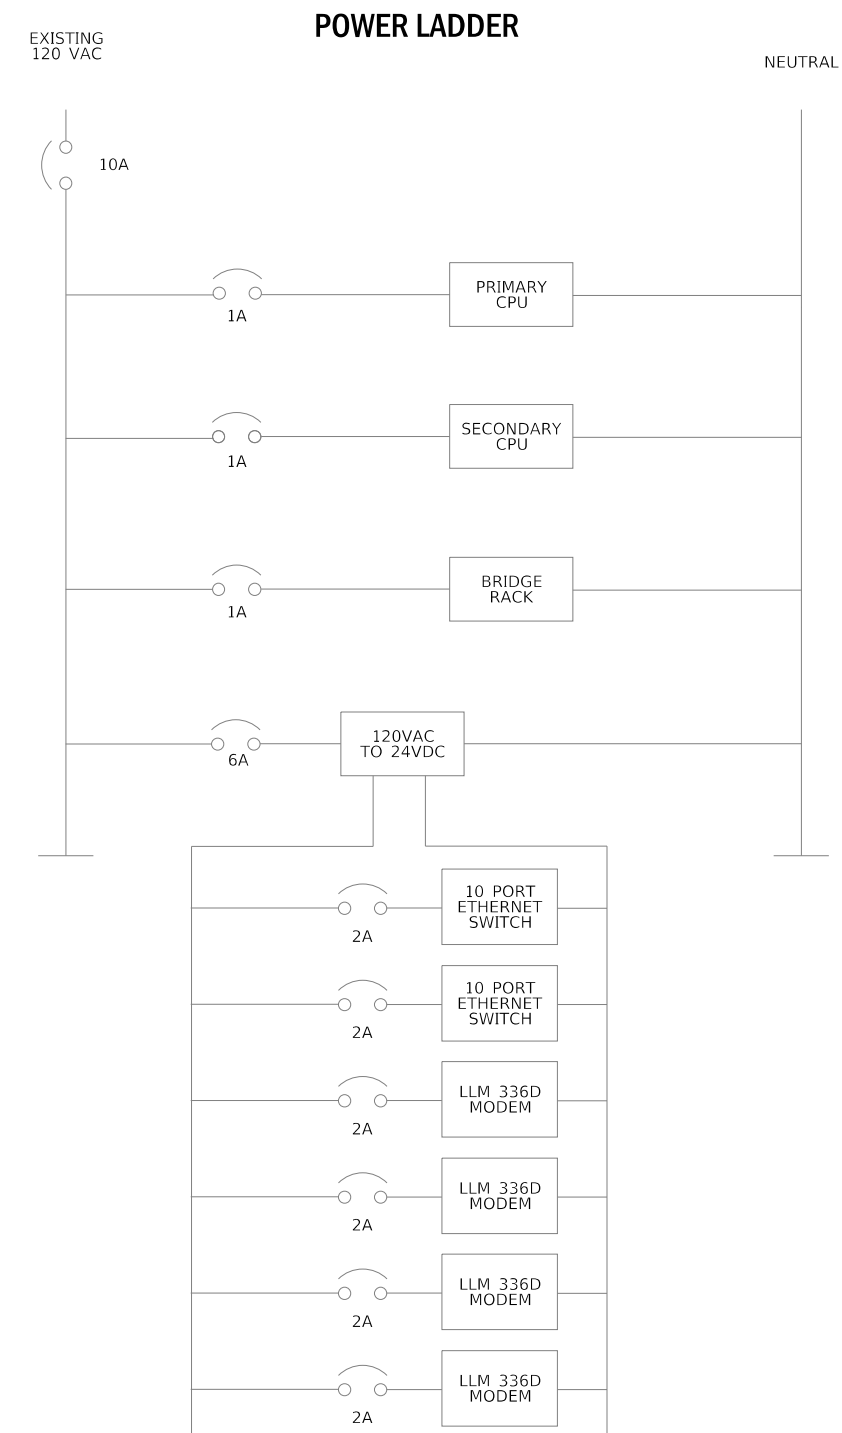 POWER LADDER
EXISTING
120 VAC
NEUTRAL
10A
PRIMARY
CPU
1A
SECONDARY
CPU
1A
BRIDGE
RACK
1A
120VAC
TO 24VDC
6A
10 PORT
ETHERNET
SWITCH
2A
10 PORT
ETHERNET
SWITCH
2A
LLM 336D
MODEM
2A
LLM 336D
MODEM
2A
LLM 336D
MODEM
2A
LLM 336D
MODEM
2A